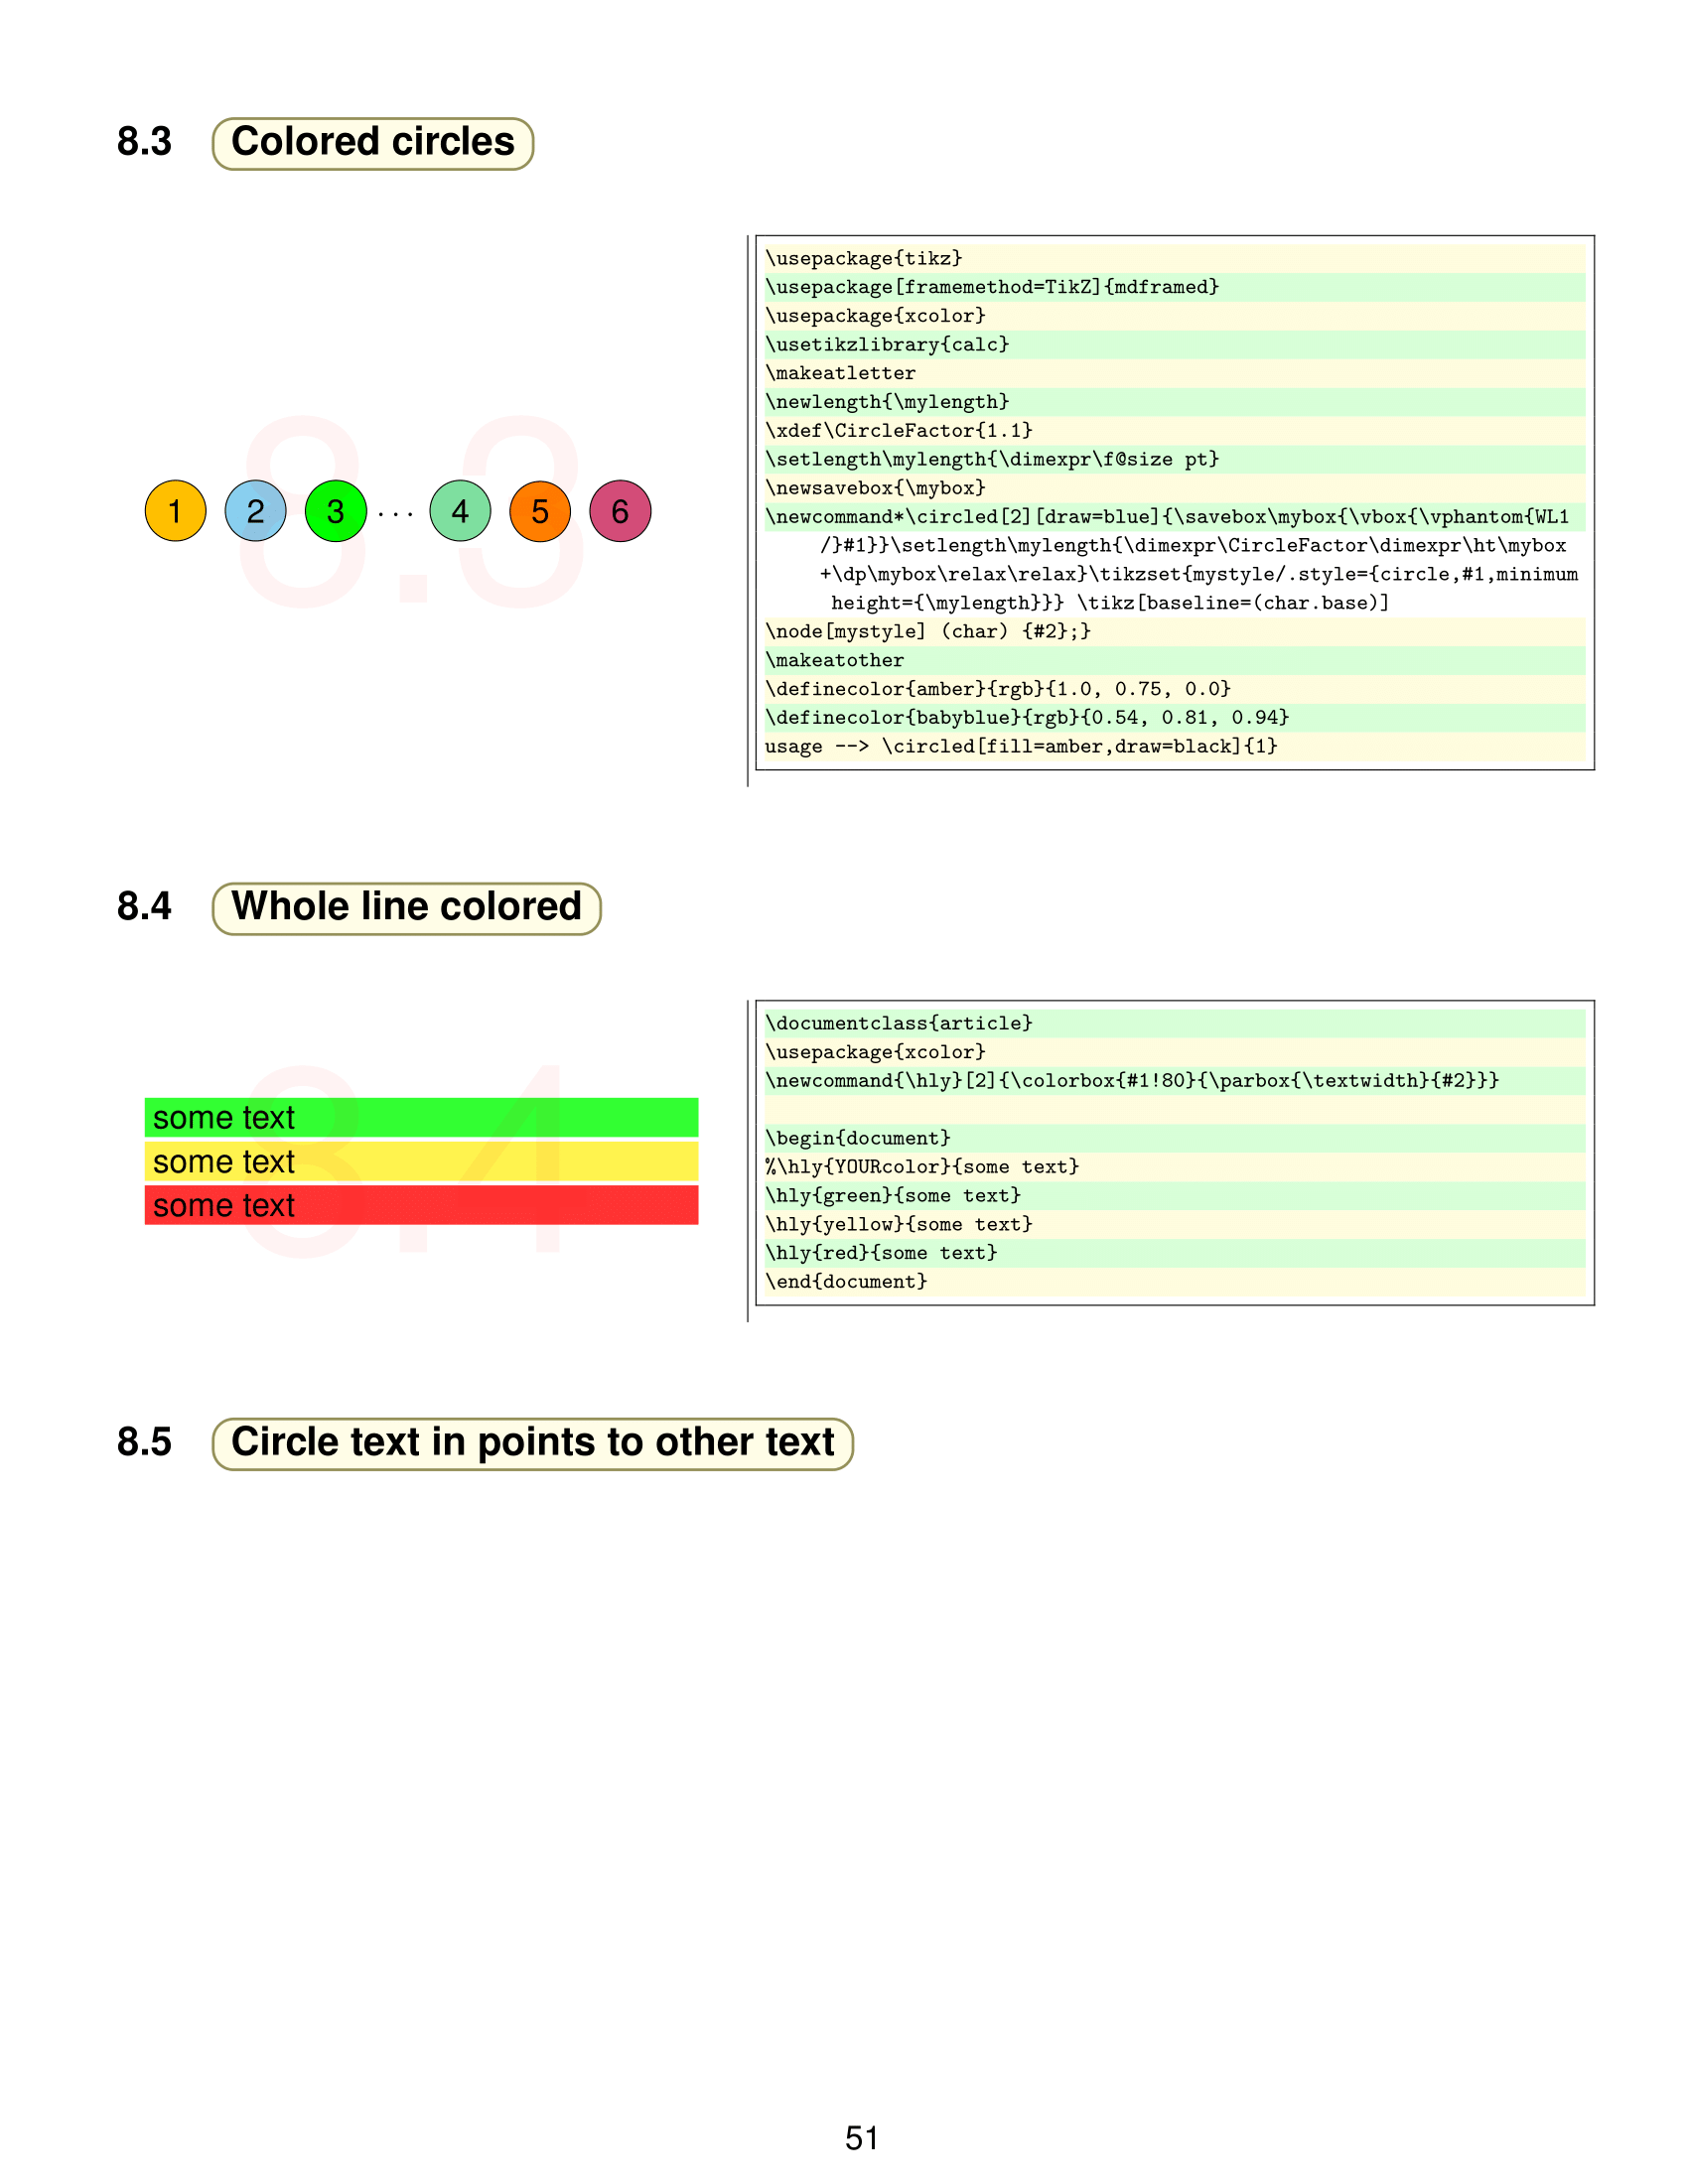 8.3 Colored circles
8.3
1 2 3 ... 4 5 6
\usepackage{tikz}
\usepackage[framemethod=TikZ]{mdframed}
\usepackage{xcolor}
\usetikzlibrary{calc}
\makeatletter
\newlength{\mylength}
\xdef\CircleFactor{1.1}
\setlength\mylength{\dimexpr\f@size pt}
\newsavebox{\mybox}
\newcommand*\circled[2][draw=blue]{\savebox\mybox{\vbox{\vphantom{WL1
/}#1}}\setlength\mylength{\dimexpr\CircleFactor\dimexpr\ht\mybox
+\dp\mybox\relax\relax}\tikzset{mystyle/.style={circle,#1,minimum
height={\mylength}}} \tikz[baseline=(char.base)]
\node[mystyle] (char) {#2};}
\makeatother
\definecolor{amber}{rgb}{1.0, 0.75, 0.0}
\definecolor{babyblue}{rgb}{0.54, 0.81, 0.94}
usage --> \circled[fill=amber,draw=black]{1}
8.4 Whole line colored
8.4
some text
some text
some text
\documentclass{article}
\usepackage{xcolor}
\newcommand{\hly}[2]{\colorbox{#1!80}{\parbox{\textwidth}{#2}}}
\begin{document}
%\hly{YOURcolor}{some text}
\hly{green}{some text}
\hly{yellow}{some text}
\hly{red}{some text}
\end{document}
8.5 Circle text in points to other text
51